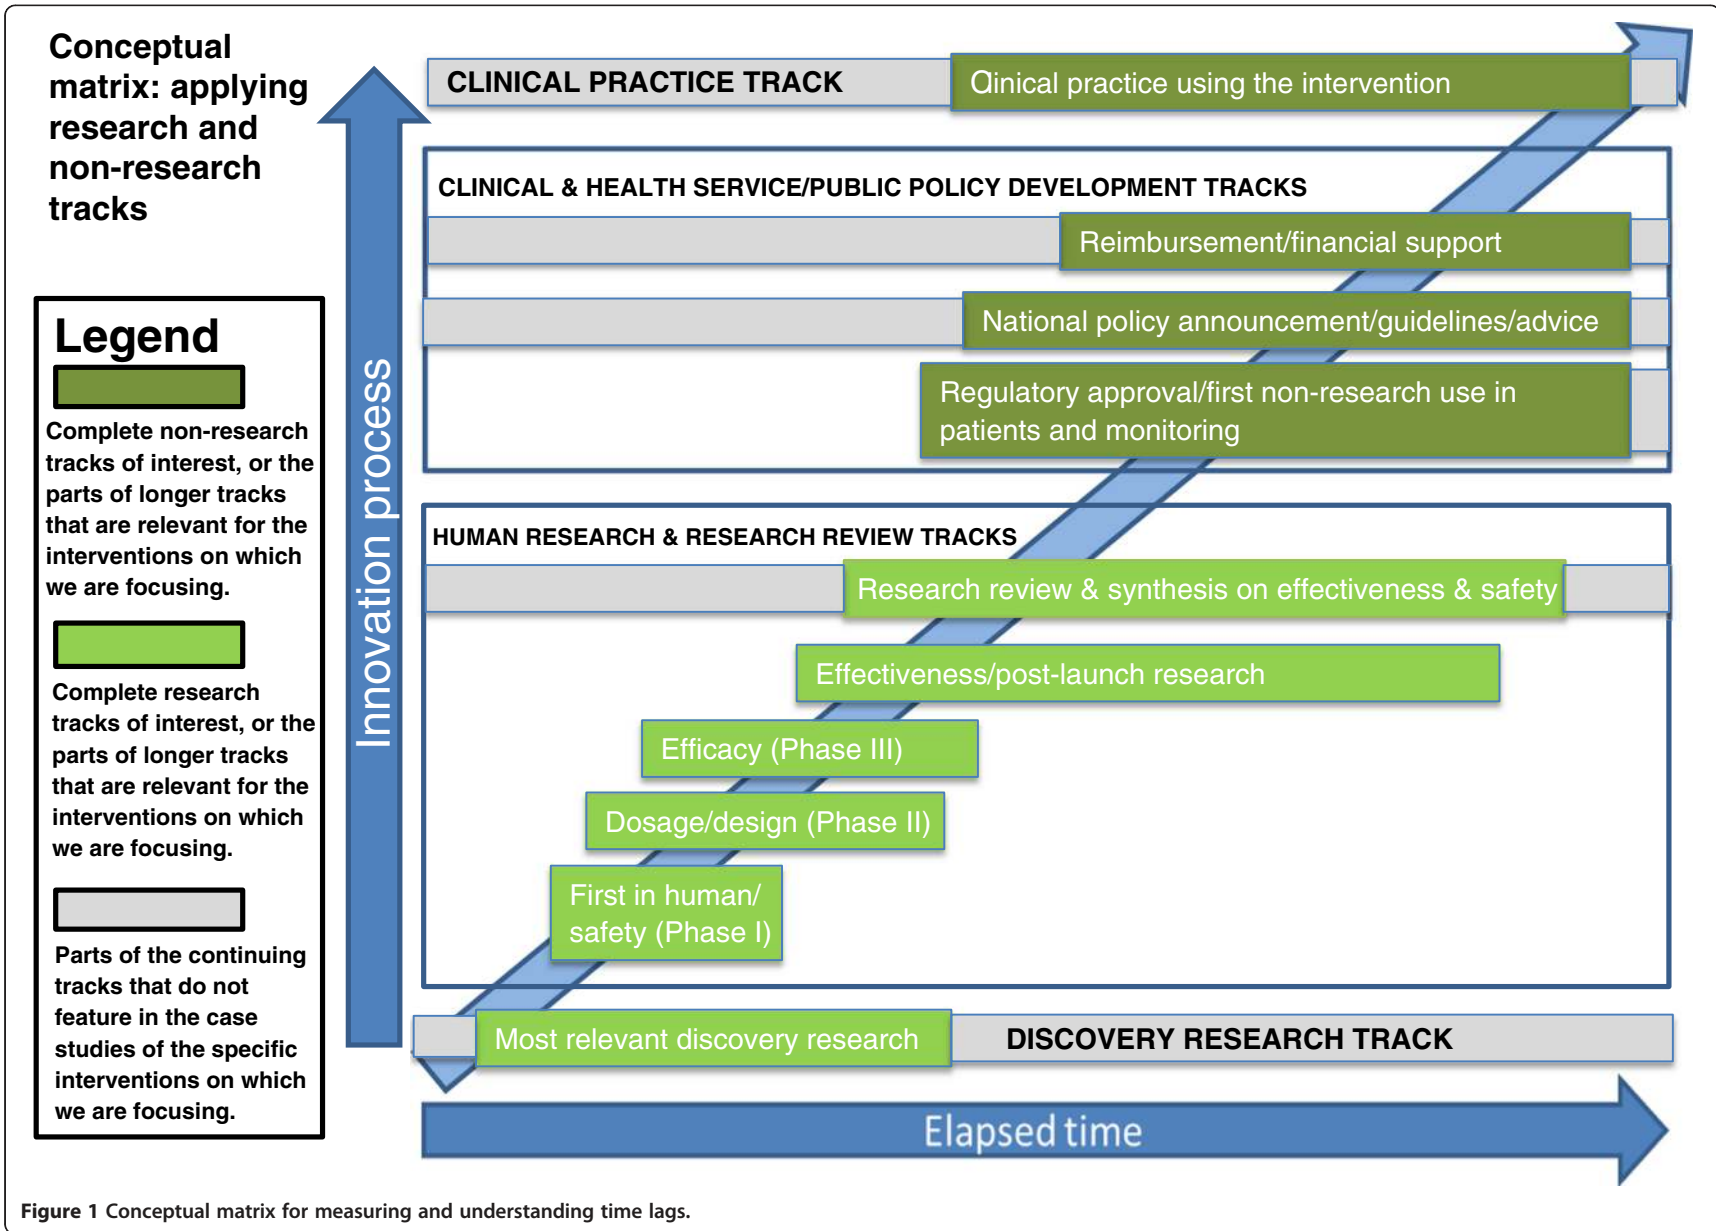 Conceptual
matrix: applying
research and
non-research
tracks
Legend
Complete non-research
tracks of interest, or the
parts of longer tracks
that are relevant for the
interventions on which
we are focusing.
Complete research
tracks of interest, or the
parts of longer tracks
that are relevant for the
interventions on which
we are focusing.
Parts of the continuing
tracks that do not
feature in the case
studies of the specific
interventions on which
we are focusing.
Innovation process
CLINICAL PRACTICE TRACK
Clinical practice using the intervention
CLINICAL & HEALTH SERVICE/PUBLIC POLICY DEVELOPMENT TRACKS
Reimbursement/financial support
National policy announcement/guidelines/advice
Regulatory approval/first non-research use in
patients and monitoring
HUMAN RESEARCH & RESEARCH REVIEW TRACKS
Research review & synthesis on effectiveness & safety
Effectiveness/post-launch research
Efficacy (Phase III)
Dosage/design (Phase II)
First in human/
safety (Phase I)
Most relevant discovery research
DISCOVERY RESEARCH TRACK
Elapsed time
Figure 1 Conceptual matrix for measuring and understanding time lags.